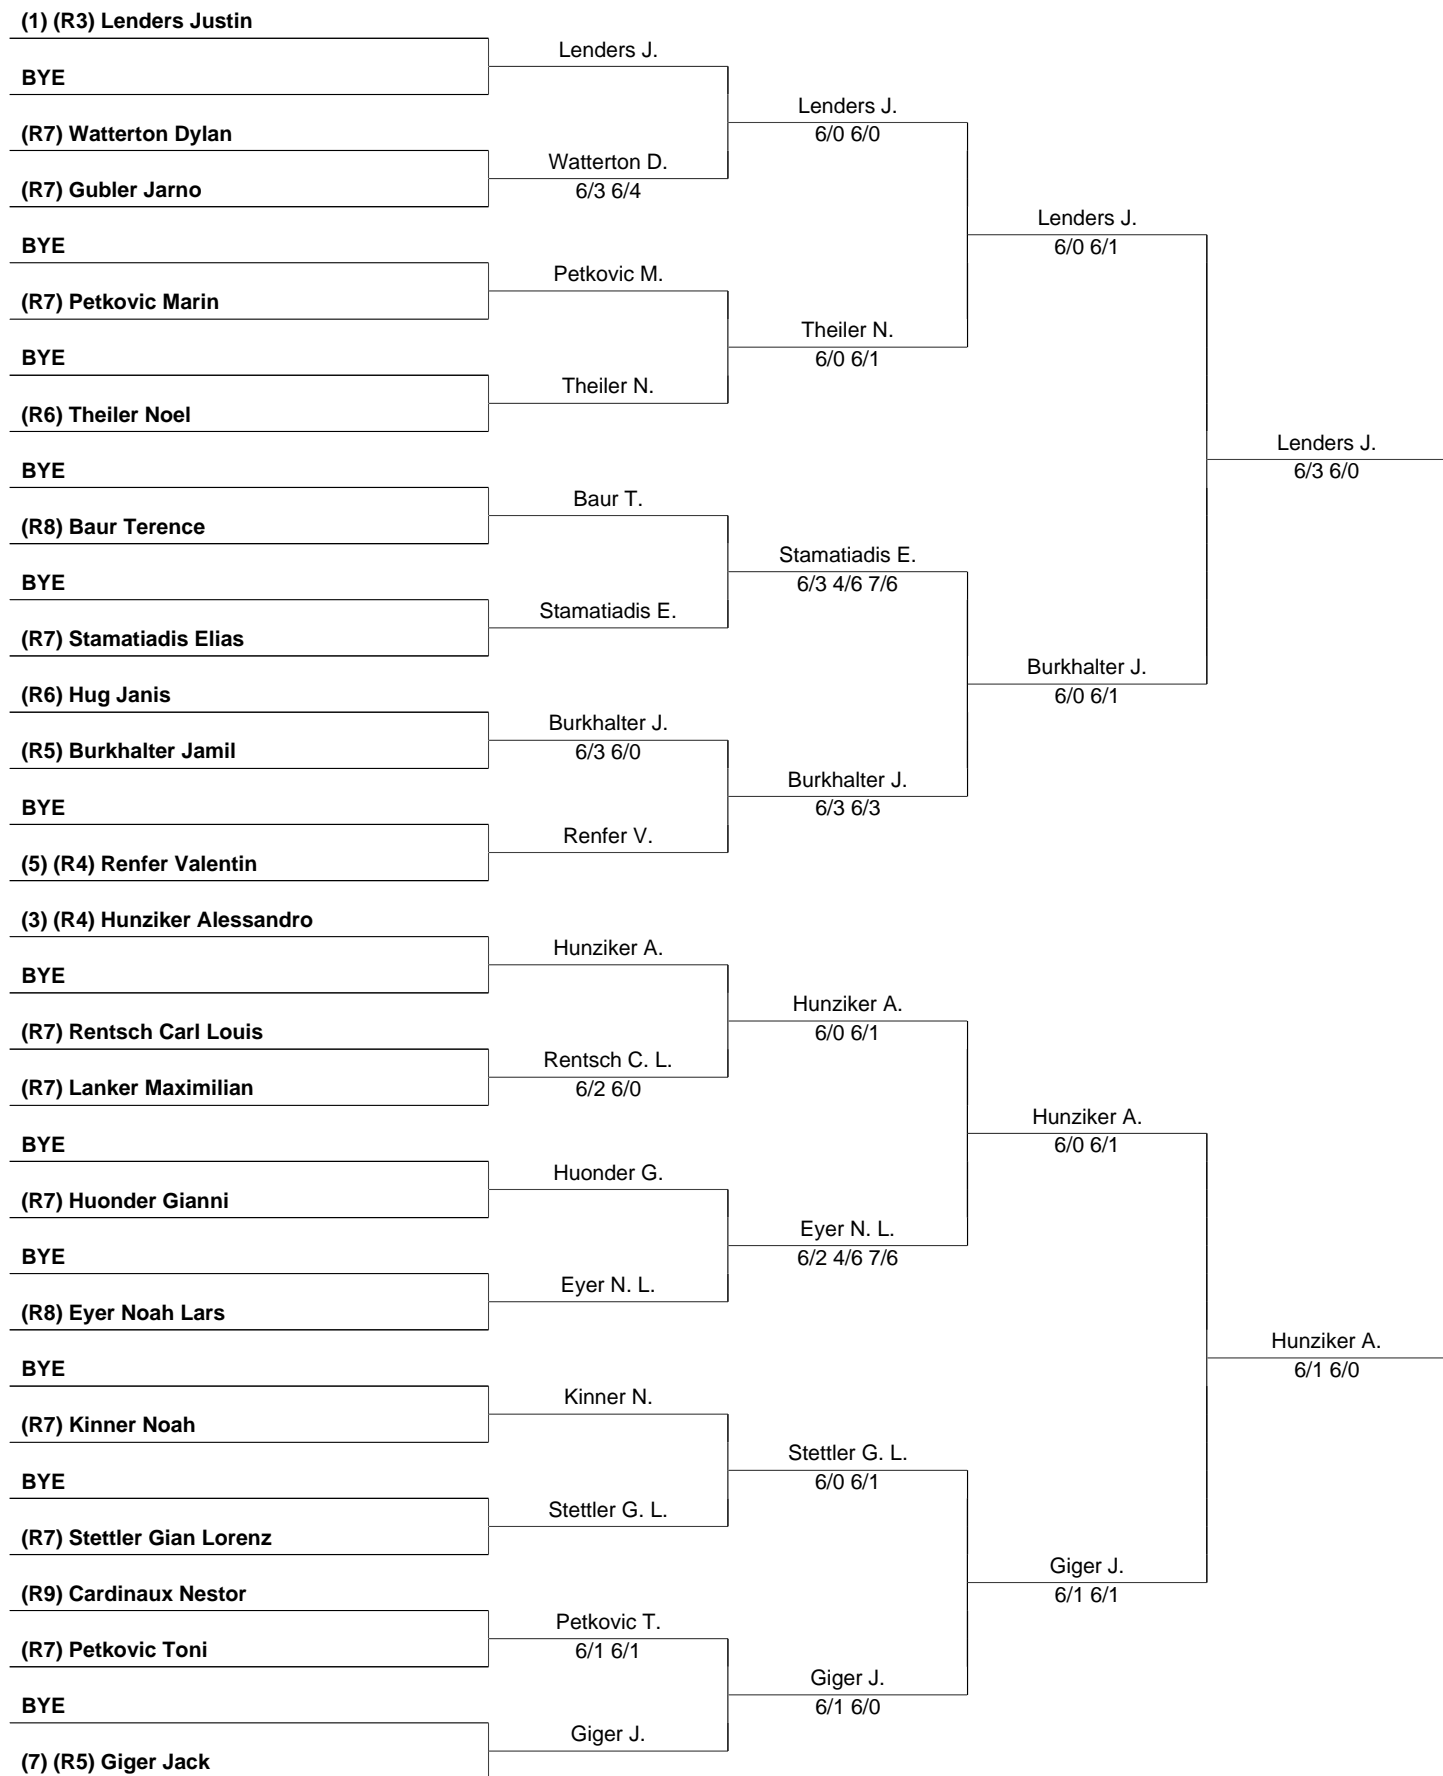 (1) (R3) Lenders Justin
BYE
(R7) Watterton Dylan
(R7) Gubler Jarno
BYE
(R7) Petkovic Marin
BYE
(R6) Theiler Noel
BYE
(R8) Baur Terence
BYE
(R7) Stamatiadis Elias
(R6) Hug Janis
(R5) Burkhalter Jamil
BYE
(5) (R4) Renfer Valentin
(3) (R4) Hunziker Alessandro
BYE
(R7) Rentsch Carl Louis
(R7) Lanker Maximilian
BYE
(R7) Huonder Gianni
BYE
(R8) Eyer Noah Lars
BYE
(R7) Kinner Noah
BYE
(R7) Stettler Gian Lorenz
(R9) Cardinaux Nestor
(R7) Petkovic Toni
BYE
(7) (R5) Giger Jack
Lenders J.
Watterton D.
6/3 6/4
Petkovic M.
Theiler N.
Baur T.
Stamatiadis E.
Burkhalter J.
6/3 6/0
Renfer V.
Hunziker A.
Rentsch C. L.
6/2 6/0
Huonder G.
Eyer N. L.
Kinner N.
Stettler G. L.
Petkovic T.
6/1 6/1
Giger J.
Lenders J.
6/0 6/0
Theiler N.
6/0 6/1
Stamatiadis E.
6/3 4/6 7/6
Burkhalter J.
6/3 6/3
Hunziker A.
6/0 6/1
Eyer N. L.
6/2 4/6 7/6
Stettler G. L.
6/0 6/1
Giger J.
6/1 6/0
Lenders J.
6/0 6/1
Burkhalter J.
6/0 6/1
Hunziker A.
6/0 6/1
Giger J.
6/1 6/1
Lenders J.
6/3 6/0
Hunziker A.
6/1 6/0